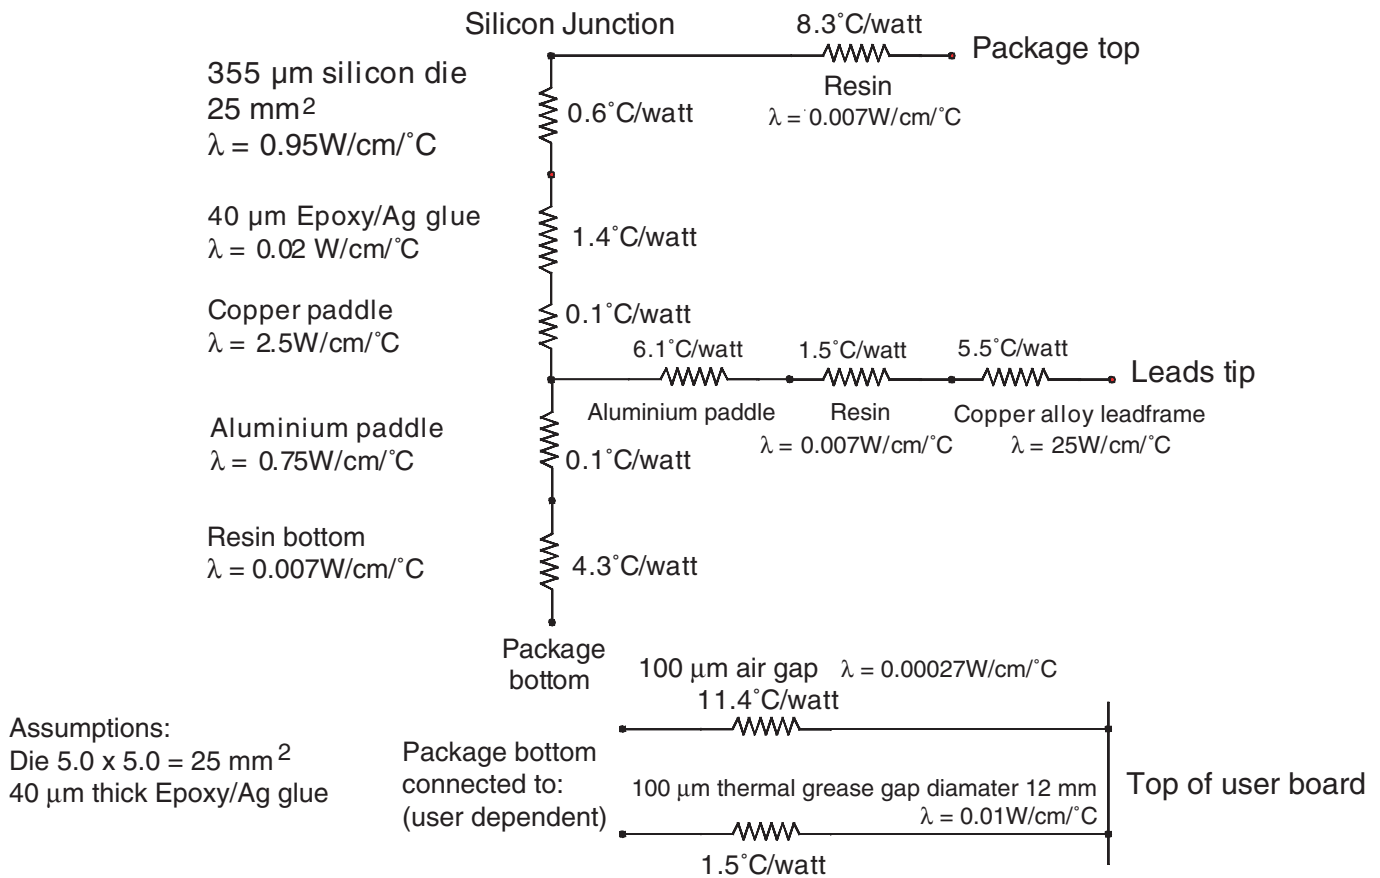 Silicon Junction
8.3˚C/watt
Package top
Resin
λ = 0.007W/cm/˚C
355 µm silicon die
25 mm2
λ = 0.95W/cm/˚C
0.6˚C/watt
40 µm Epoxy/Ag glue
λ = 0.02 W/cm/˚C
1.4˚C/watt
Copper paddle
λ = 2.5W/cm/˚C
0.1˚C/watt
6.1˚C/watt
1.5˚C/watt
5.5˚C/watt
Leads tip
Aluminium paddle
Resin
λ = 0.007W/cm/˚C
Copper alloy leadframe
λ = 25W/cm/˚C
Aluminium paddle
λ = 0.75W/cm/˚C
0.1˚C/watt
Resin bottom
λ = 0.007W/cm/˚C
4.3˚C/watt
Package
bottom
100 µm air gap λ = 0.00027W/cm/˚C
11.4˚C/watt
Assumptions:
Die 5.0 x 5.0 = 25 mm 2
40 µm thick Epoxy/Ag glue
Package bottom
connected to:
(user dependent)
100 µm thermal grease gap diamater 12 mm
λ = 0.01W/cm/˚C
1.5˚C/watt
Top of user board